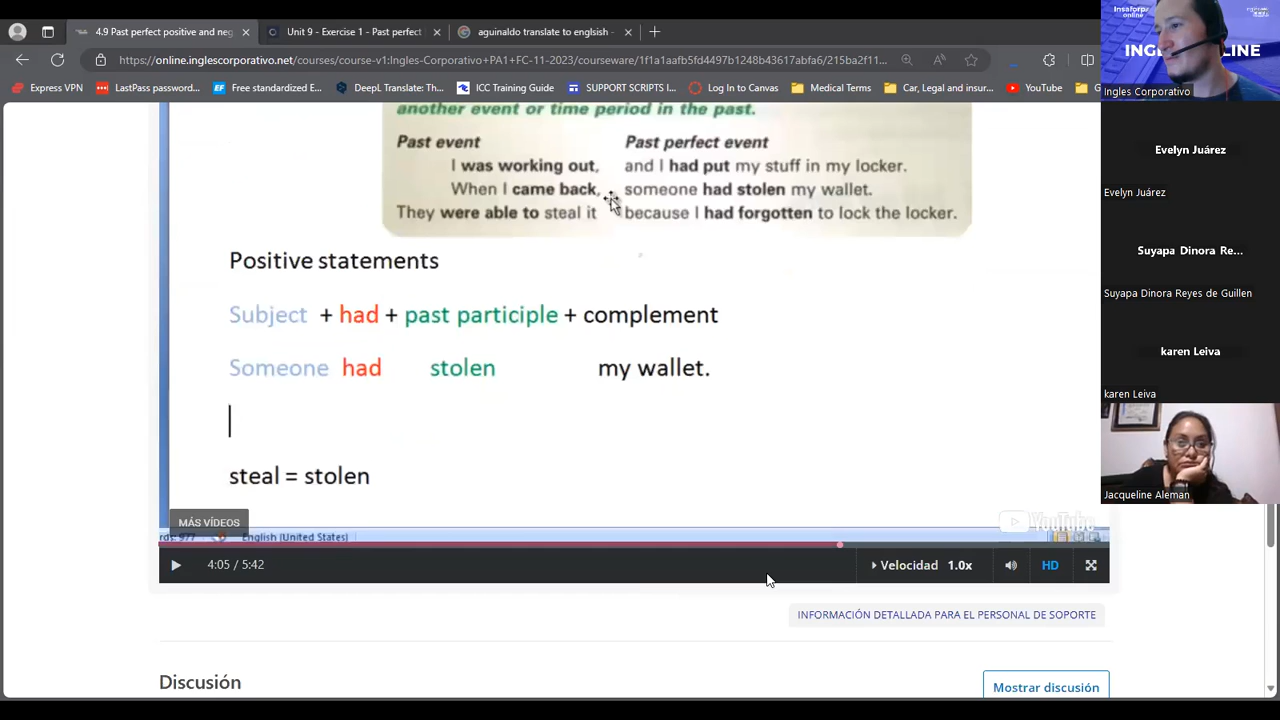 4.9 Past perfect positive and neg
Unit 9 - Exercise 1 - Past perfect
aguinaldo translate to englsish -
https://online.inglescorporativo.net/courses/course-v1:Ingles-Corporativo+PA1+FC-11-2023/courseware/1f1a1aafb5fd4497b1248b43617abfa6/215ba2f11...
Express VPN
LastPass password...
Free standardized E...
DeepL Translate: Th...
ICC Training Guide
SUPPORT SCRIPTS I...
Log In to Canvas
Medical Terms
Car, Legal and insur...
YouTube
another event or time period in the past.
Past event Past perfect event
I was working out, and I had put my stuff in my locker.
When I came back, someone had stolen my wallet.
They were able to steal it because I had forgotten to lock the locker.
Positive statements
Subject + had + past participle + complement
Someone had stolen my wallet.
steal = stolen
MÁS VÍDEOS
YouTube
rds: 977 English (United States)
4:05 / 5:42
Velocidad 1.0x
HD
INFORMACIÓN DETALLADA PARA EL PERSONAL DE SOPORTE
Discusión
Mostrar discusión
Insaforp
online
Ingles Corporativo
Evelyn Juárez
Evelyn Juárez
Suyapa Dinora Re...
Suyapa Dinora Reyes de Guillen
karen Leiva
karen Leiva
Jacqueline Aleman